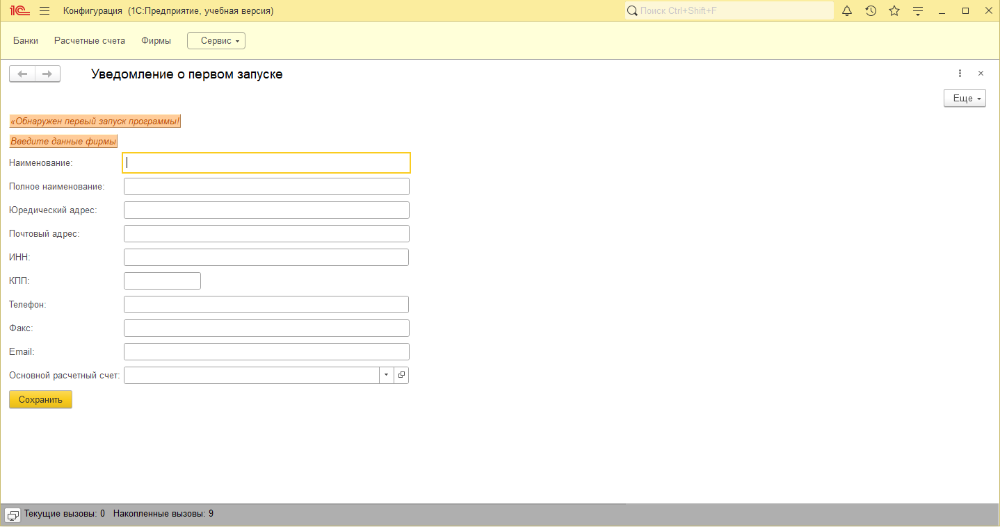 1С Конфигурация (1С:Предприятие, учебная версия) Поиск Ctrl+Shift+F
Банки Расчетные счета Фирмы Сервис
Уведомление о первом запуске
Еще
«Обнаружен первый запуск программы!
Введите данные фирмы
Наименование:
Полное наименование:
Юридический адрес:
Почтовый адрес:
ИНН:
КПП:
Телефон:
Факс:
Email:
Основной расчетный счет:
Сохранить
Текущие вызовы: 0 Накопленные вызовы: 9